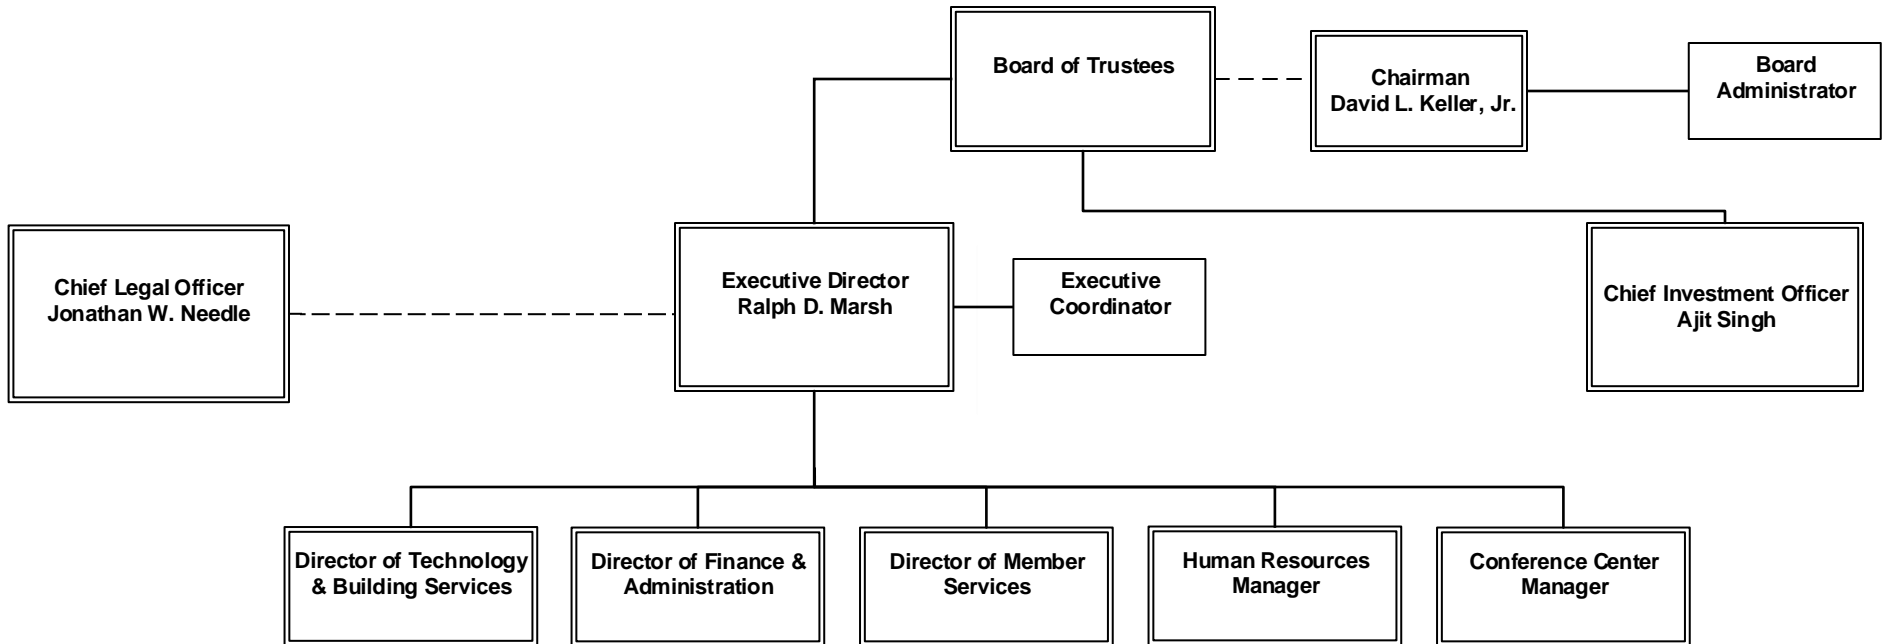 Board of Trustees
Chairman
David L. Keller, Jr.
Board
Administrator
Chief Legal Officer
Jonathan W. Needle
Executive Director
Ralph D. Marsh
Executive
Coordinator
Chief Investment Officer
Ajit Singh
Director of Technology
& Building Services
Director of Finance &
Administration
Director of Member
Services
Human Resources
Manager
Conference Center
Manager